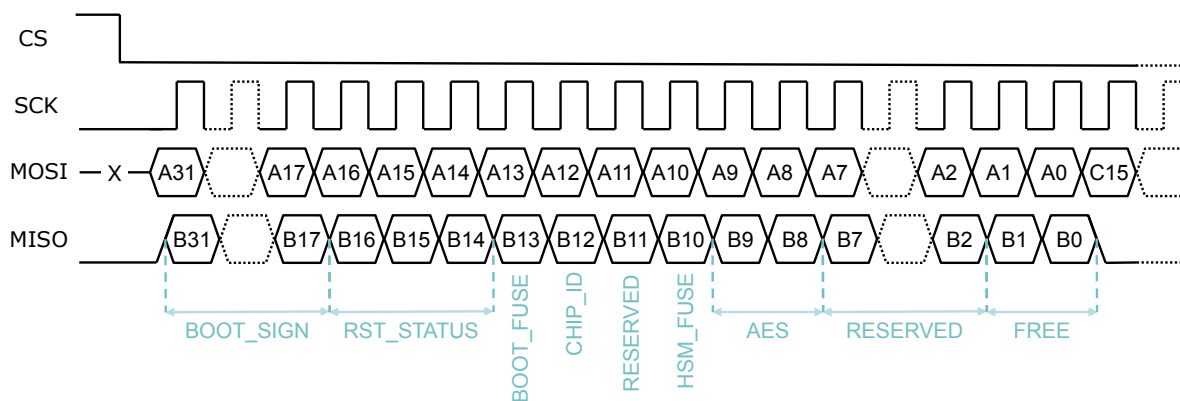 CS
SCK
MOSI X A31 A17 A16 A15 A14 A13 A12 A11 A10 A9 A8 A7 A2 A1 A0 C15
MISO B31 B17 B16 B15 B14 B13 B12 B11 B10 B9 B8 B7 B2 B1 B0
BOOT_SIGN RST_STATUS BOOT_FUSE CHIP_ID RESERVED HSM_FUSE AES RESERVED FREE